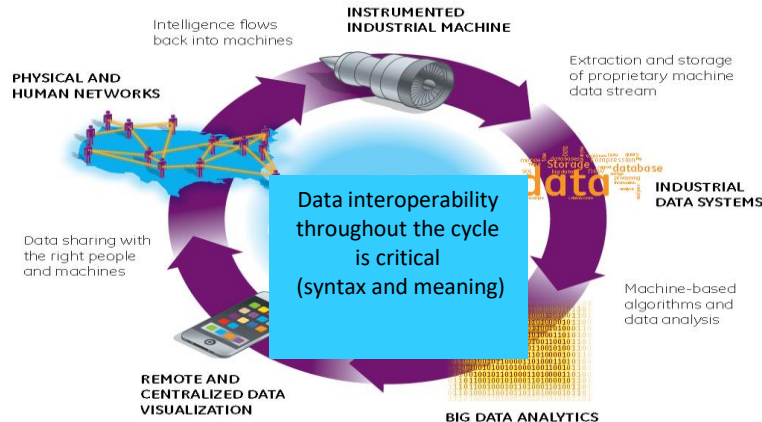 Intelligence flows
back into machines
INSTRUMENTED
INDUSTRIAL MACHINE
Extraction and storage
of proprietary machine
data stream
PHYSICAL AND
HUMAN NETWORKS
Storage
database
data
compression
query
INDUSTRIAL
DATA SYSTEMS
Data interoperability
throughout the cycle
is critical
(syntax and meaning)
Data sharing with
the right people
and machines
Machine-based
algorithms and
data analysis
REMOTE AND
CENTRALIZED DATA
VISUALIZATION
BIG DATA ANALYTICS